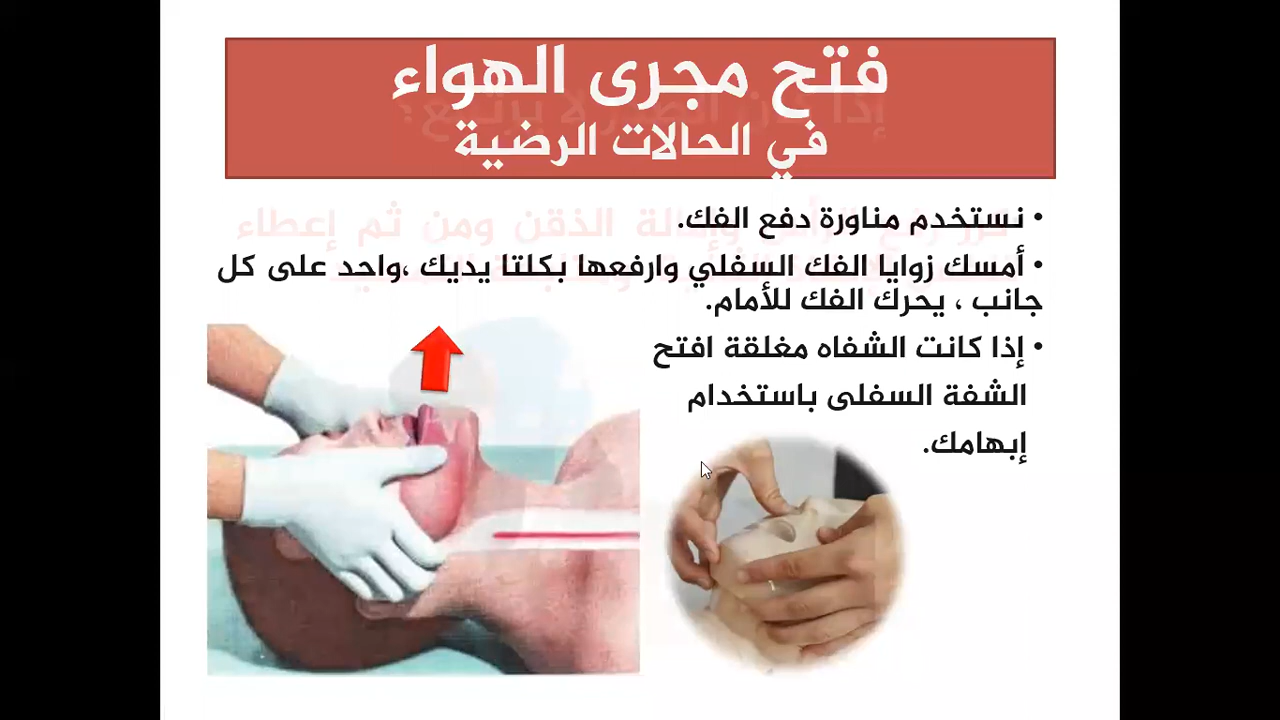 فتح مجرى الهواء
في الحالات الرضية
• نستخدم مناورة دفع الفك.
• أمسك زوايا الفك السفلي وارفعها بكلتا يديك ،واحد على كل
جانب ، يحرك الفك للأمام.
• إذا كانت الشفاه مغلقة افتح
الشفة السفلى باستخدام
إبهامك.